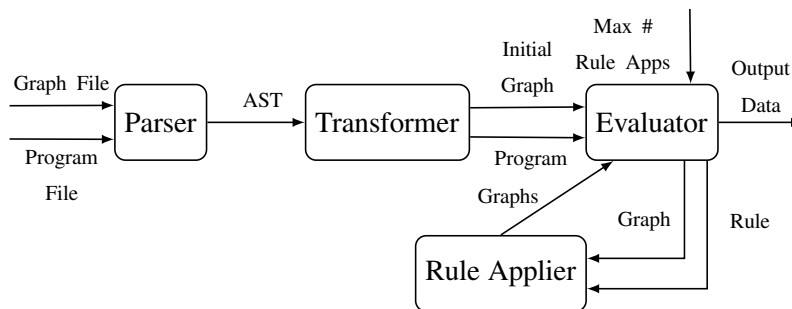 Max #
Rule Apps
Initial
Graph
Output
Data
Graph File
Program
File
Parser
AST
Transformer
Program
Evaluator
Graphs
Graph
Rule
Rule Applier